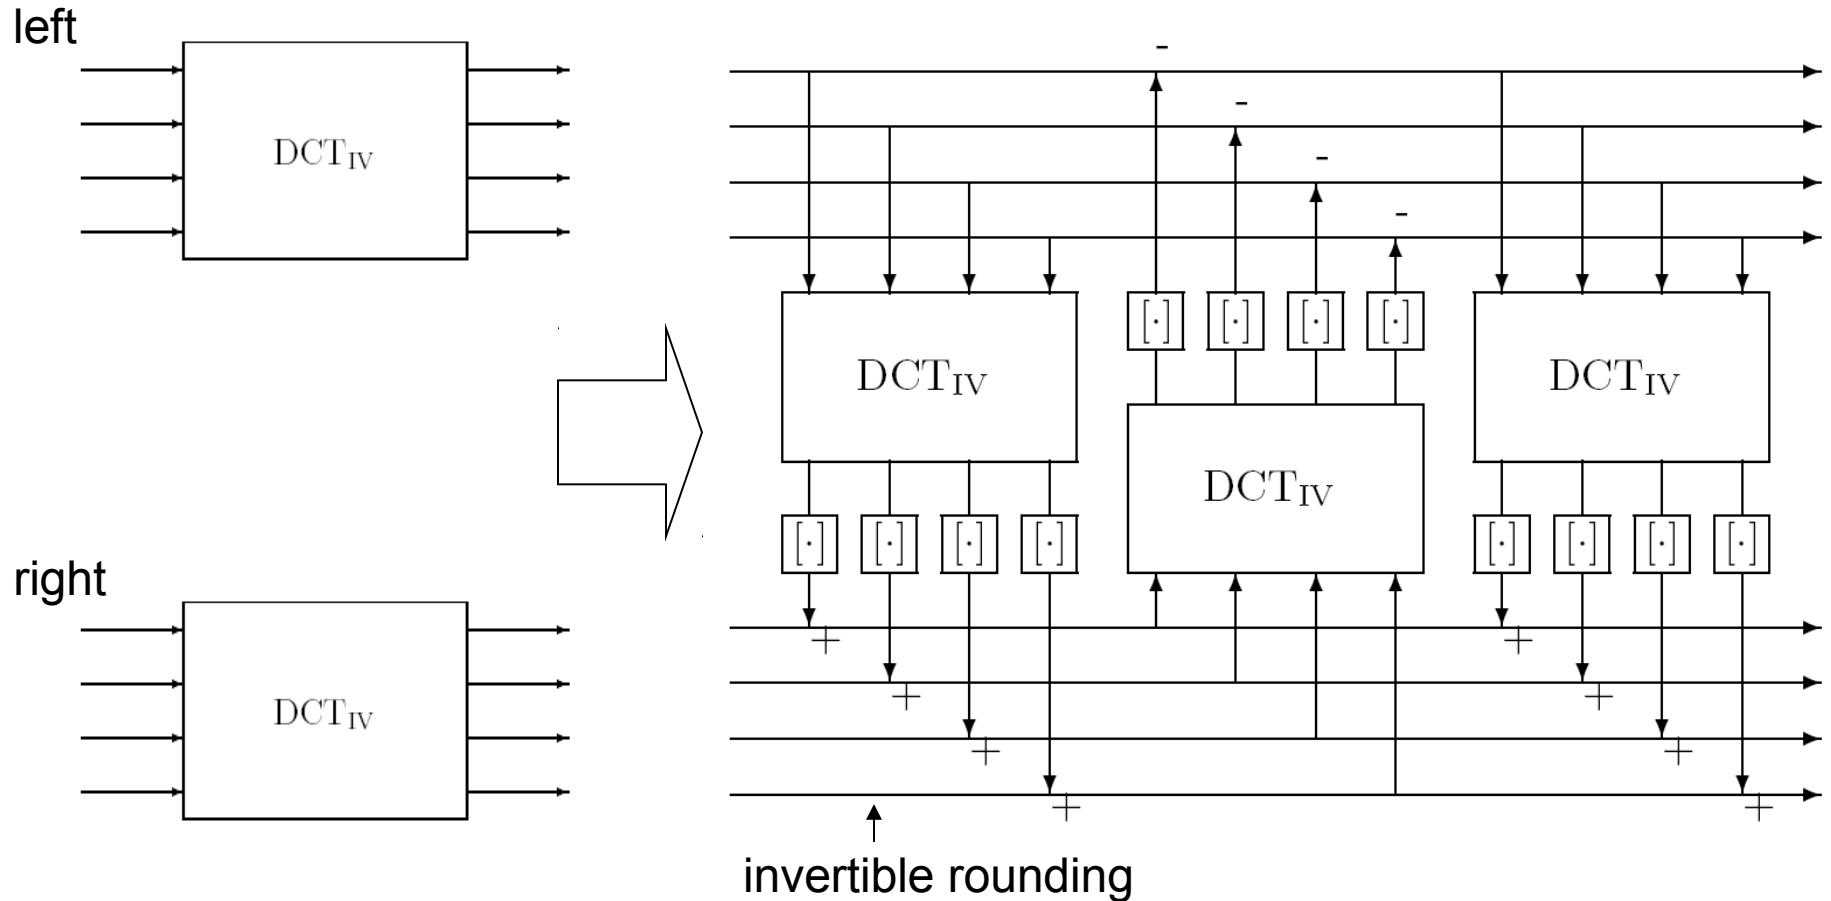 left
DCT_IV
right
DCT_IV
- - - -
[·] [·] [·] [·]
DCT_IV DCT_IV
DCT_IV
[·] [·] [·] [·] [·] [·] [·] [·]
+ +
+ +
+ +
+ +
invertible rounding